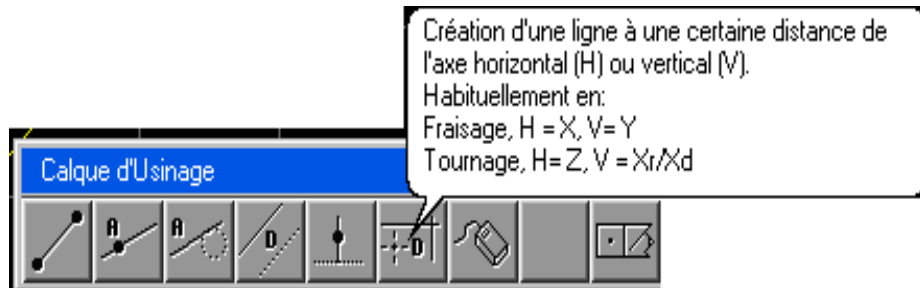 Création d'une ligne à une certaine distance de
l'axe horizontal (H) ou vertical (V).
Habituellement en:
Fraisage, H = X, V= Y
Tournage, H= Z, V = Xr/Xd
Calque d'Usinage
A A D D